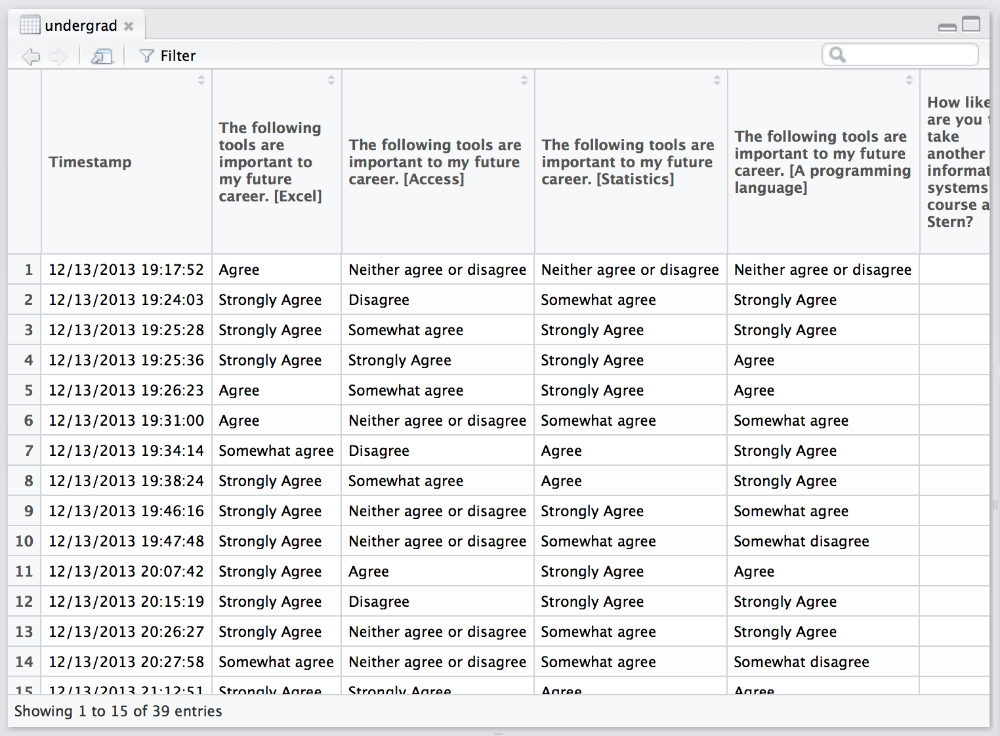 undergrad
Filter
Timestamp
The following
tools are
important to
my future
career. [Excel]
The following tools are
important to my future
career. [Access]
The following tools are
important to my future
career. [Statistics]
The following tools are
important to my future
career. [A programming
language]
How like
are you
take
another
informat
systems
course a
Stern?
1 12/13/2013 19:17:52 Agree Neither agree or disagree Neither agree or disagree Neither agree or disagree
2 12/13/2013 19:24:03 Strongly Agree Disagree Somewhat agree Strongly Agree
3 12/13/2013 19:25:28 Strongly Agree Somewhat agree Strongly Agree Strongly Agree
4 12/13/2013 19:25:36 Strongly Agree Strongly Agree Strongly Agree Agree
5 12/13/2013 19:26:23 Agree Somewhat agree Strongly Agree Agree
6 12/13/2013 19:31:00 Agree Neither agree or disagree Somewhat agree Somewhat agree
7 12/13/2013 19:34:14 Somewhat agree Disagree Agree Strongly Agree
8 12/13/2013 19:38:24 Strongly Agree Somewhat agree Agree Strongly Agree
9 12/13/2013 19:46:16 Strongly Agree Neither agree or disagree Strongly Agree Somewhat agree
10 12/13/2013 19:47:48 Strongly Agree Neither agree or disagree Somewhat agree Somewhat disagree
11 12/13/2013 20:07:42 Strongly Agree Agree Strongly Agree Agree
12 12/13/2013 20:15:19 Strongly Agree Disagree Strongly Agree Strongly Agree
13 12/13/2013 20:26:27 Strongly Agree Neither agree or disagree Somewhat agree Strongly Agree
14 12/13/2013 20:27:58 Somewhat agree Neither agree or disagree Somewhat agree Somewhat disagree
15 12/13/2013 21:12:51 Strongly Agree Strongly Agree Agree Agree
Showing 1 to 15 of 39 entries